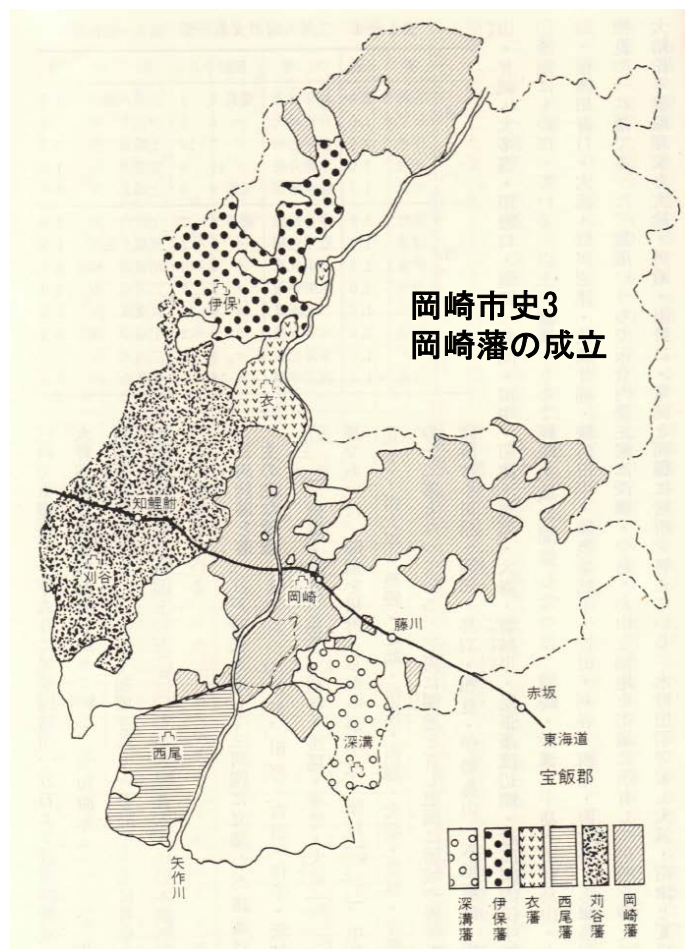 岡崎市史3
岡崎藩の成立
伊保
衣
知鯉鮒
刈谷
岡崎
藤川
赤坂
東海道
宝飯郡
西尾
深溝
矢作川
深溝藩
伊保藩
衣藩
西尾藩
刈谷藩
岡崎藩